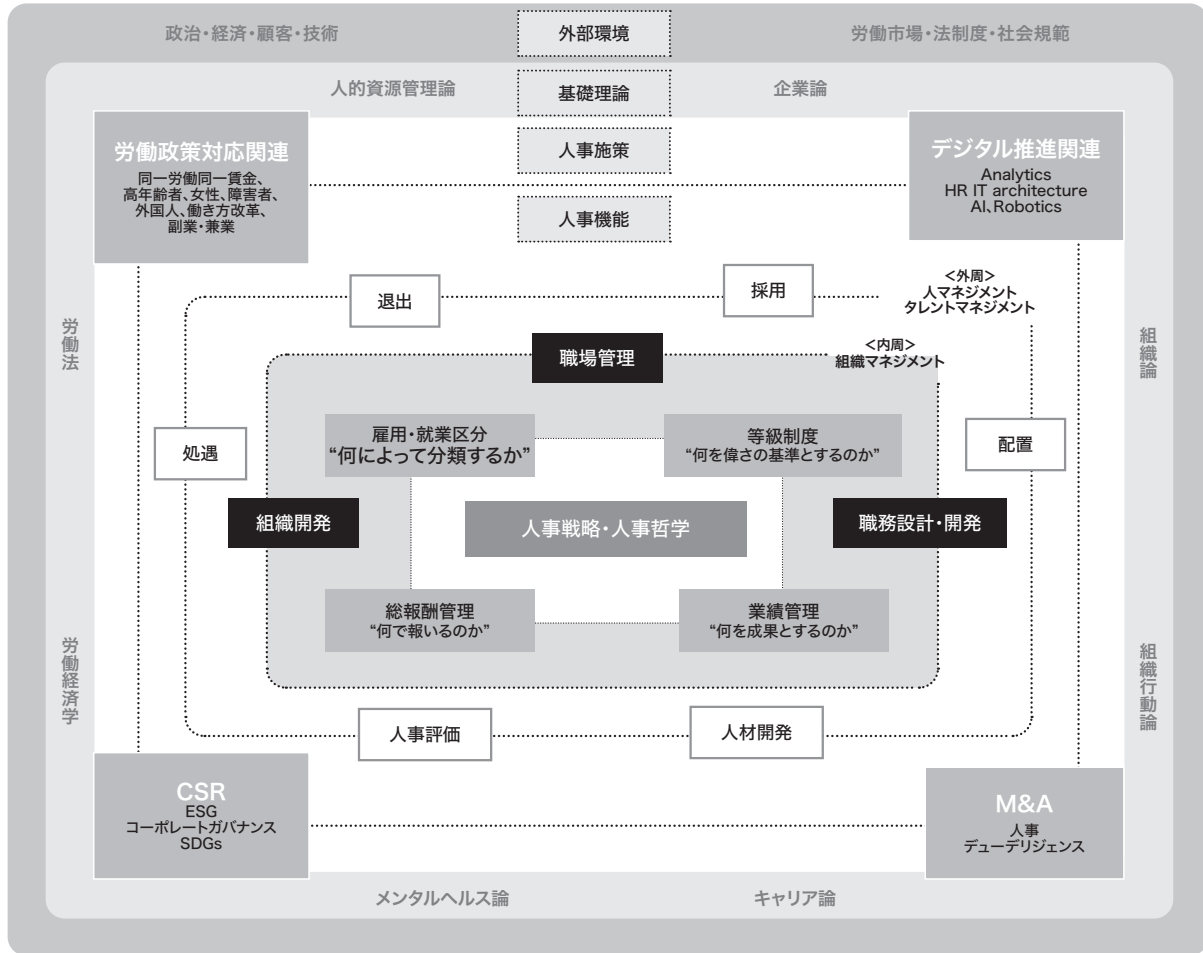 政治・経済・顧客・技術
外部環境
労働市場・法制度・社会規範
人的資源管理論
基礎理論
企業論
労働政策対応関連
同一労働同一賃金、
高年齢者、女性、障害者、
外国人、働き方改革、
副業・兼業
人事施策
人事機能
デジタル推進関連
Analytics
HR IT architecture
AI、Robotics
退出
採用
<外周>
人マネジメント
タレントマネジメント
労働法
職場管理
<内周>
組織マネジメント
組織論
処遇
雇用・就業区分
“何によって分類するか”
等級制度
“何を偉さの基準とするのか”
配置
組織開発
人事戦略・人事哲学
職務設計・開発
総報酬管理
“何で報いるのか”
業績管理
“何を成果とするのか”
労働経済学
組織行動論
人事評価
人材開発
CSR
ESG
コーポレートガバナンス
SDGs
M&A
人事
デューデリジェンス
メンタルヘルス論
キャリア論